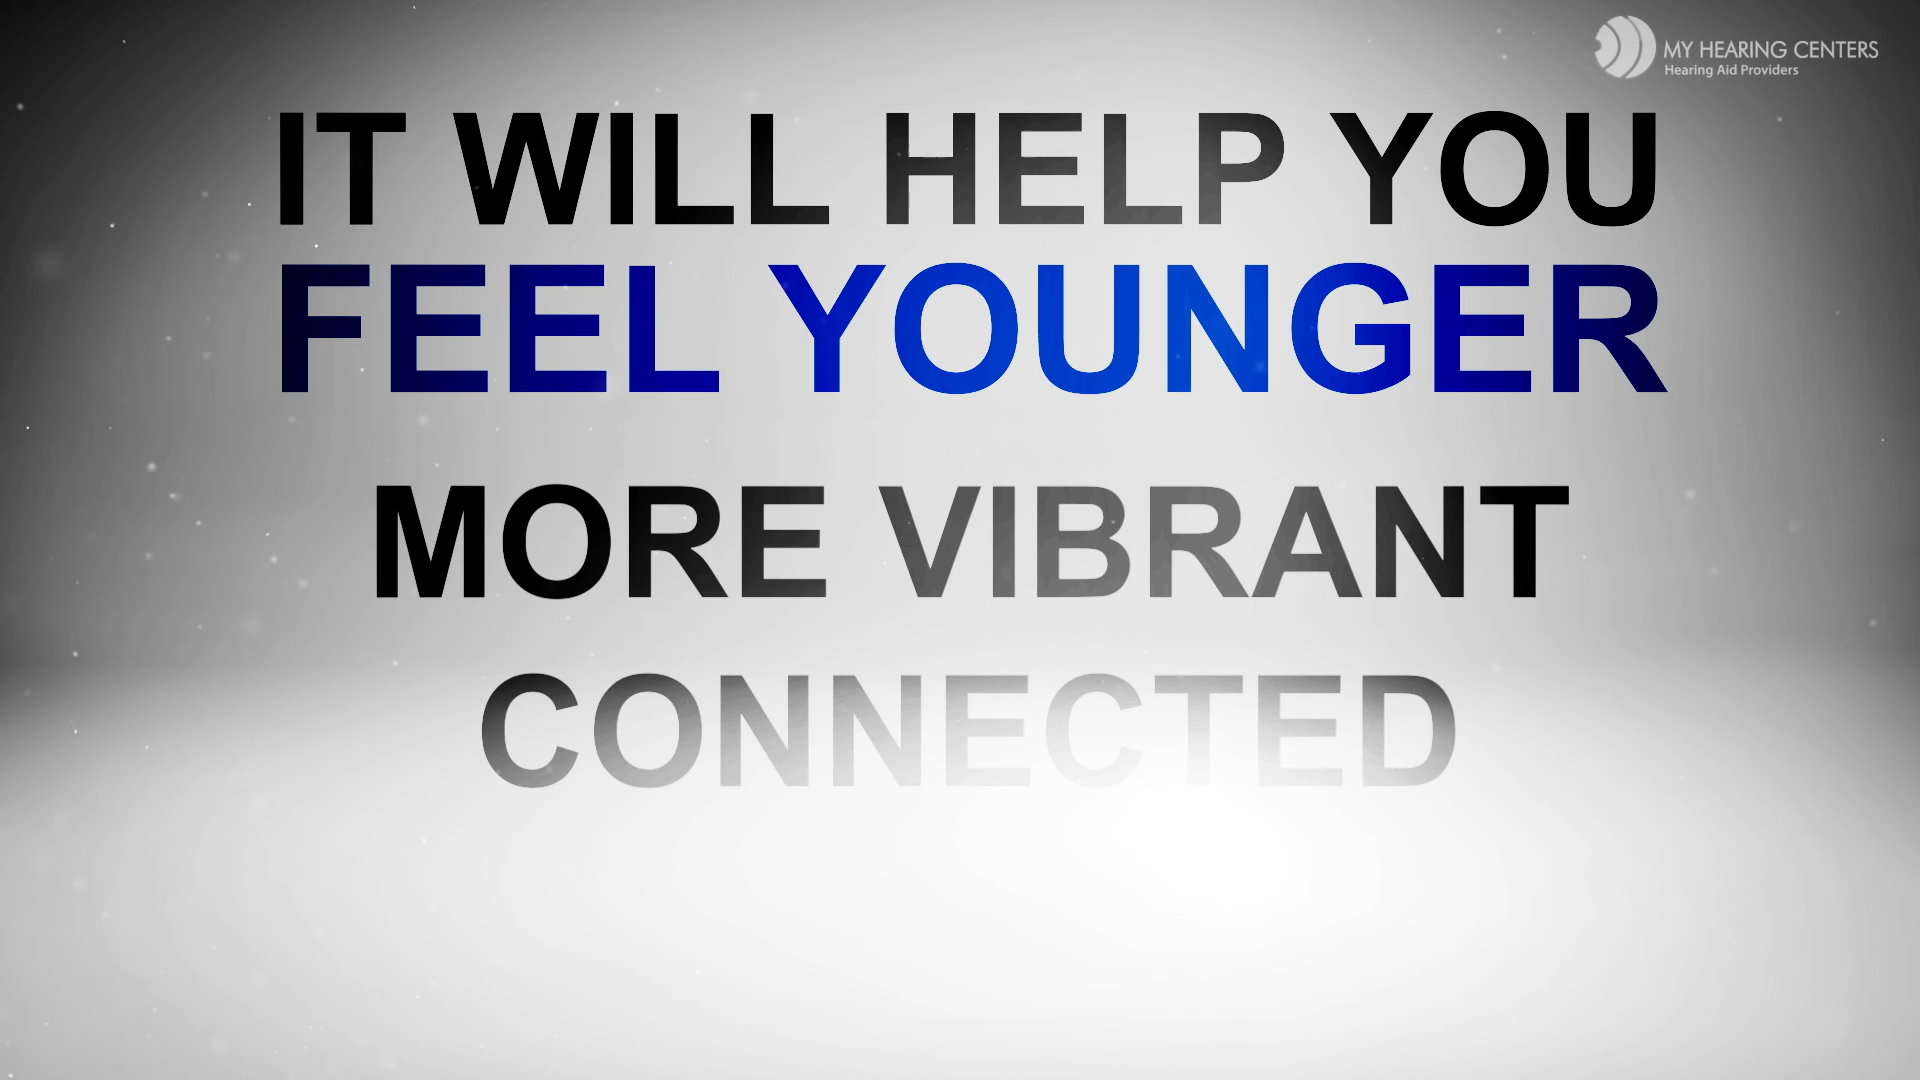 MY HEARING CENTERS
Hearing Aid Providers
IT WILL HELP YOU
FEEL YOUNGER
MORE VIBRANT
CONNECTED